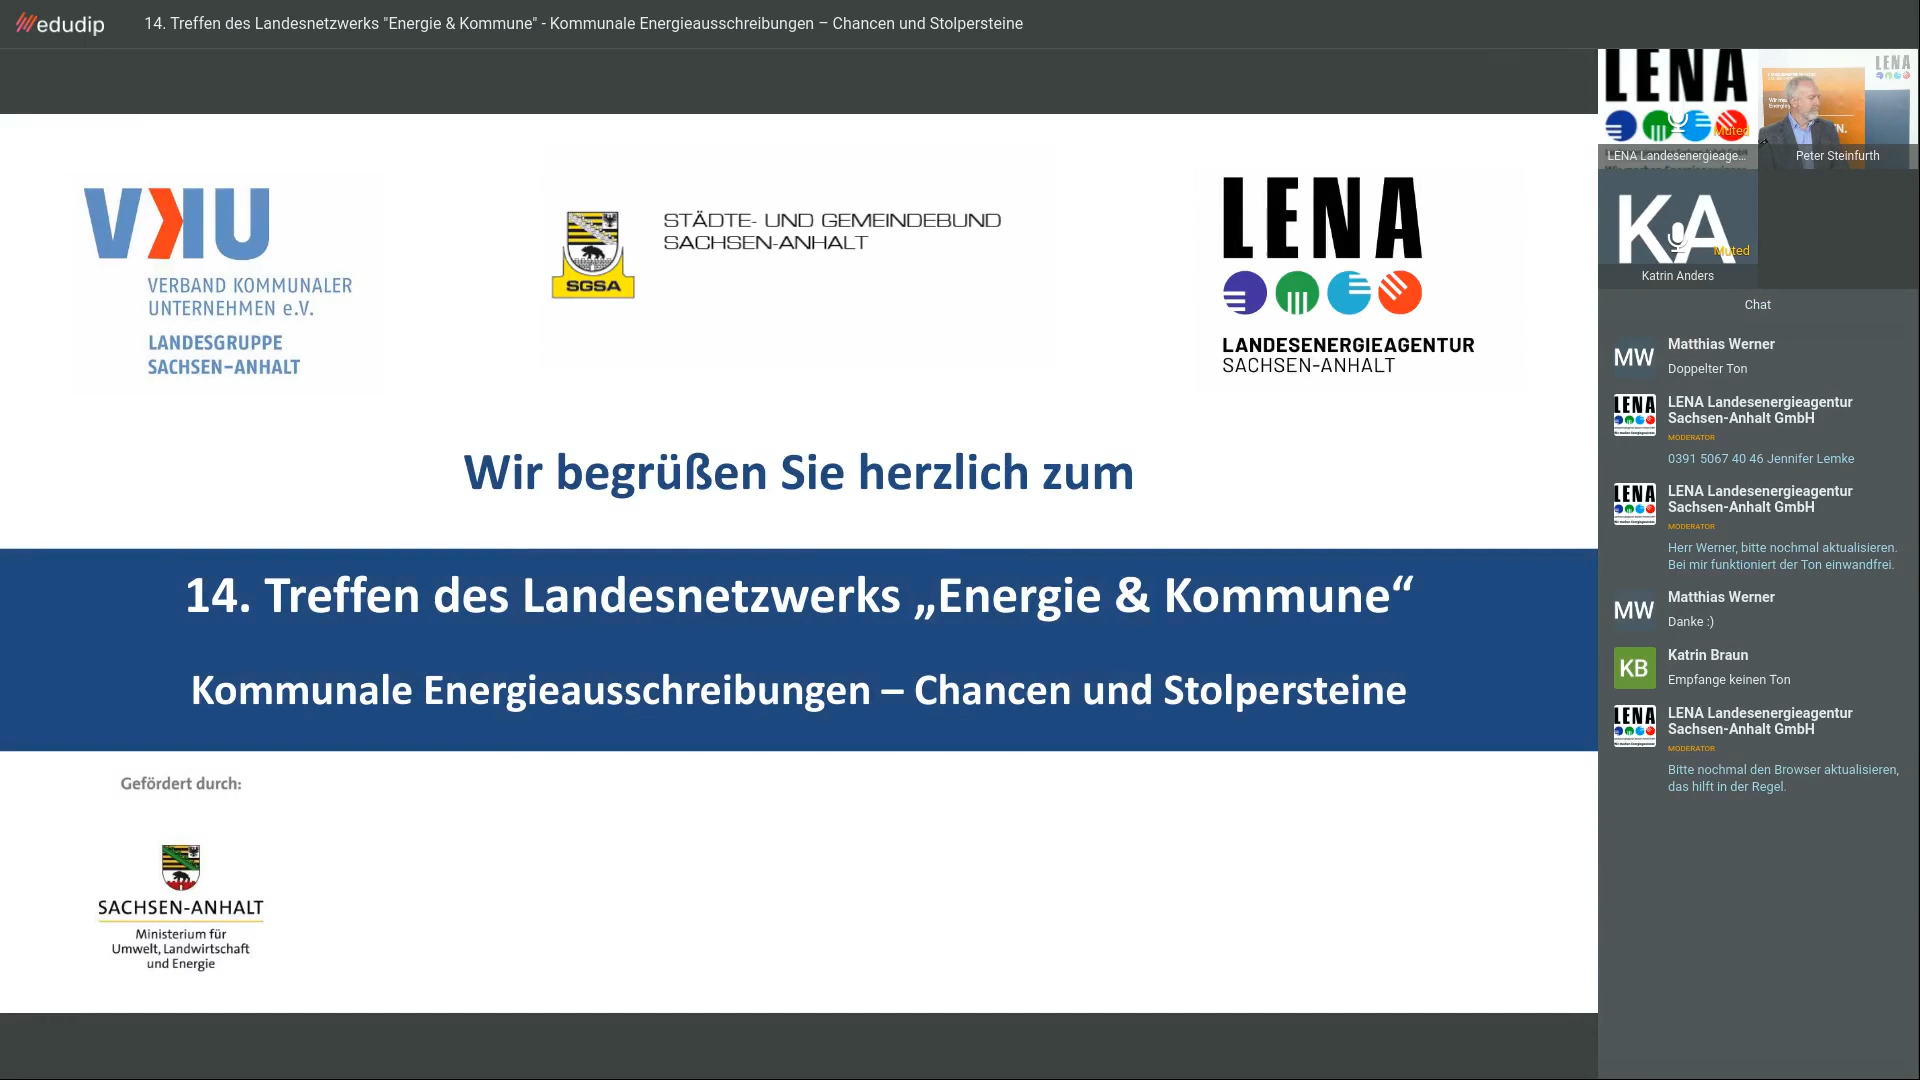 edudip
14. Treffen des Landesnetzwerks "Energie & Kommune" - Kommunale Energieausschreibungen – Chancen und Stolpersteine
VKU
VERBAND KOMMUNALER
UNTERNEHMEN e.V.
LANDESGRUPPE
SACHSEN-ANHALT
SGSA
STÄDTE- UND GEMEINDEBUND
SACHSEN-ANHALT
LENA
LANDESENERGIEAGENTUR
SACHSEN-ANHALT
Wir begrüßen Sie herzlich zum
14. Treffen des Landesnetzwerks „Energie & Kommune“
Kommunale Energieausschreibungen – Chancen und Stolpersteine
Gefördert durch:
SACHSEN-ANHALT
Ministerium für
Umwelt, Landwirtschaft
und Energie
LENA
Muted
LENA Landesenergieage...
LENA
Peter Steinfurth
KA
Muted
Katrin Anders
Chat
MW
Matthias Werner
Doppelter Ton
LENA
LENA Landesenergieagentur
Sachsen-Anhalt GmbH
MODERATOR
0391 5067 40 46 Jennifer Lemke
LENA
LENA Landesenergieagentur
Sachsen-Anhalt GmbH
MODERATOR
Herr Werner, bitte nochmal aktualisieren.
Bei mir funktioniert der Ton einwandfrei.
MW
Matthias Werner
Danke :)
KB
Katrin Braun
Empfange keinen Ton
LENA
LENA Landesenergieagentur
Sachsen-Anhalt GmbH
MODERATOR
Bitte nochmal den Browser aktualisieren,
das hilft in der Regel.